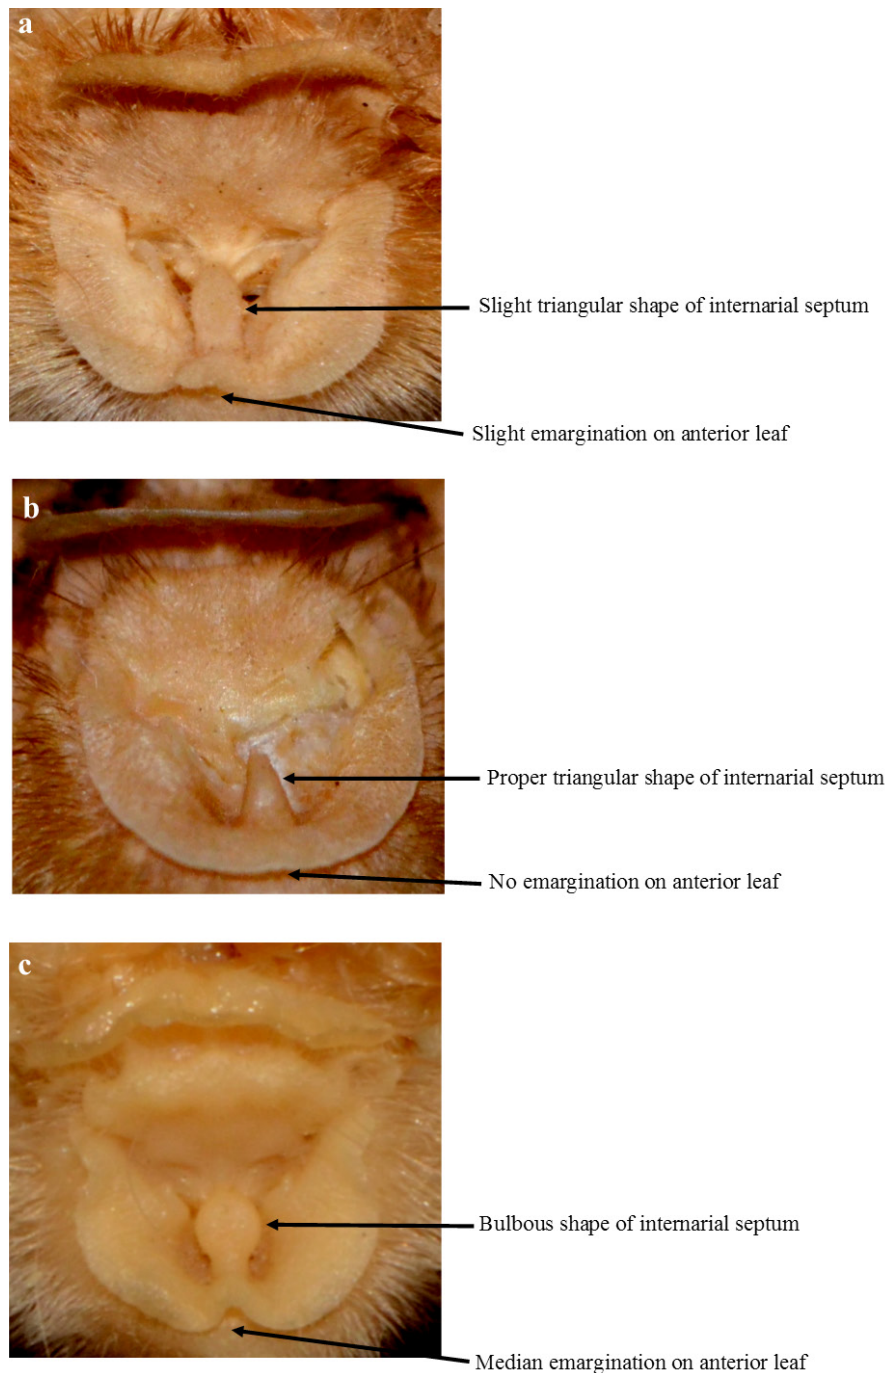 a
Slight triangular shape of internarial septum
Slight emargination on anterior leaf
b
Proper triangular shape of internarial septum
No emargination on anterior leaf
c
Bulbous shape of internarial septum
Median emargination on anterior leaf